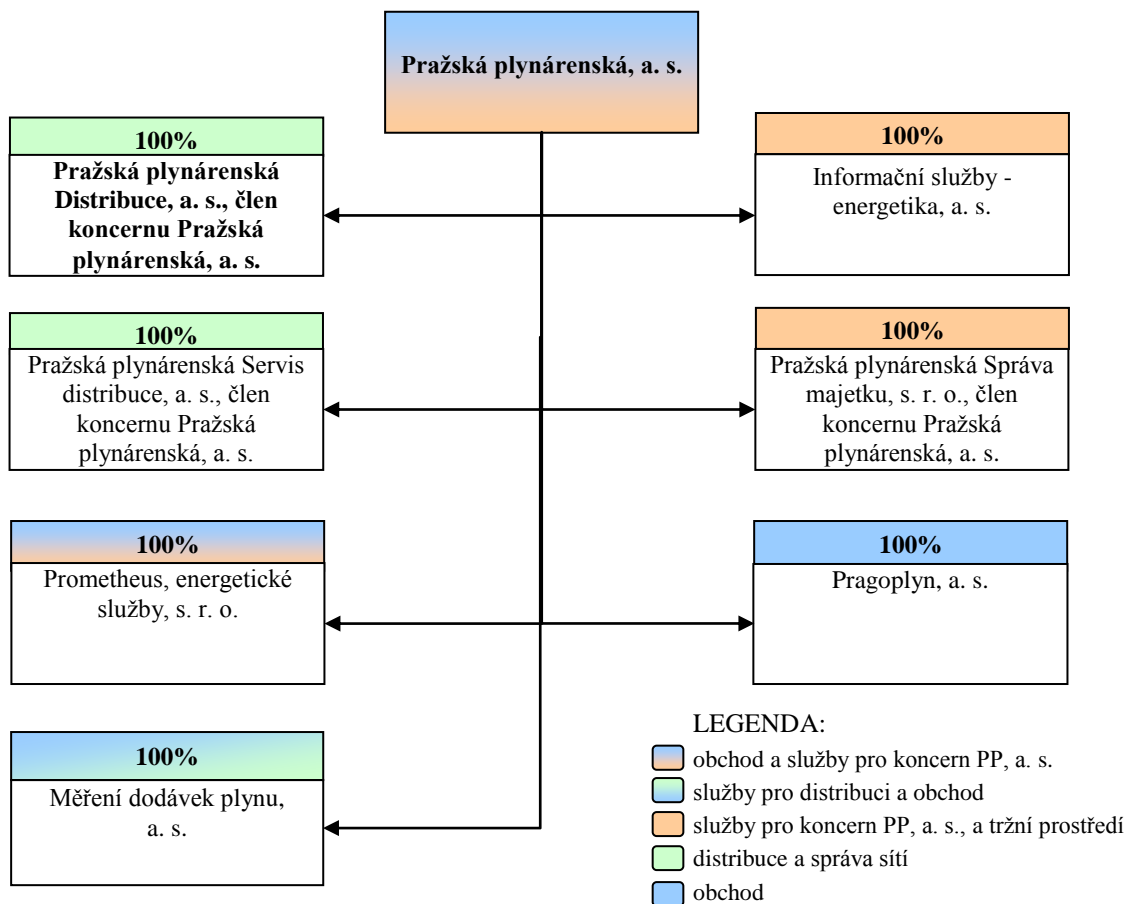 Pražská plynárenská, a. s.
100%
Pražská plynárenská
Distribuce, a. s., člen
koncernu Pražská
plynárenská, a. s.
100%
Informační služby -
energetika, a. s.
100%
Pražská plynárenská Servis
distribuce, a. s., člen
koncernu Pražská
plynárenská, a. s.
100%
Pražská plynárenská Správa
majetku, s. r. o., člen
koncernu Pražská
plynárenská, a. s.
100%
Prometheus, energetické
služby, s. r. o.
100%
Pragoplyn, a. s.
100%
Měření dodávek plynu,
a. s.
LEGENDA:
obchod a služby pro koncern PP, a. s.
služby pro distribuci a obchod
služby pro koncern PP, a. s., a tržní prostředí
distribuce a správa sítí
obchod